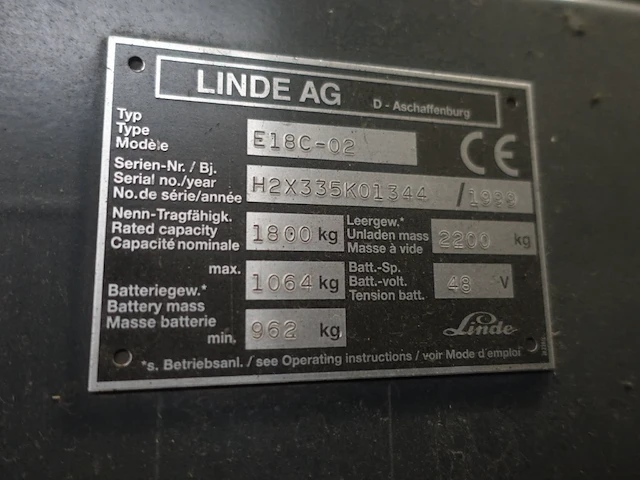 LINDE AG D - Aschaffenburg
Typ
Type
Modèle
E18C-02
CE
Serien-Nr. / Bj.
Serial no./year
No.de série/année
H2X335K01344 / 1999
Nenn-Tragfähigk.
Rated capacity
Capacité nominale
1800 kg
Leergew.*
Unladen mass
Masse à vide
2200 kg
Batteriegew.*
Battery mass
Masse batterie
max. 1064 kg
min. 962 kg
Batt.-Sp.
Batt.-volt.
Tension batt.
48 V
Linde
*s. Betriebsanl. / see Operating instructions / voir Mode d'emploi